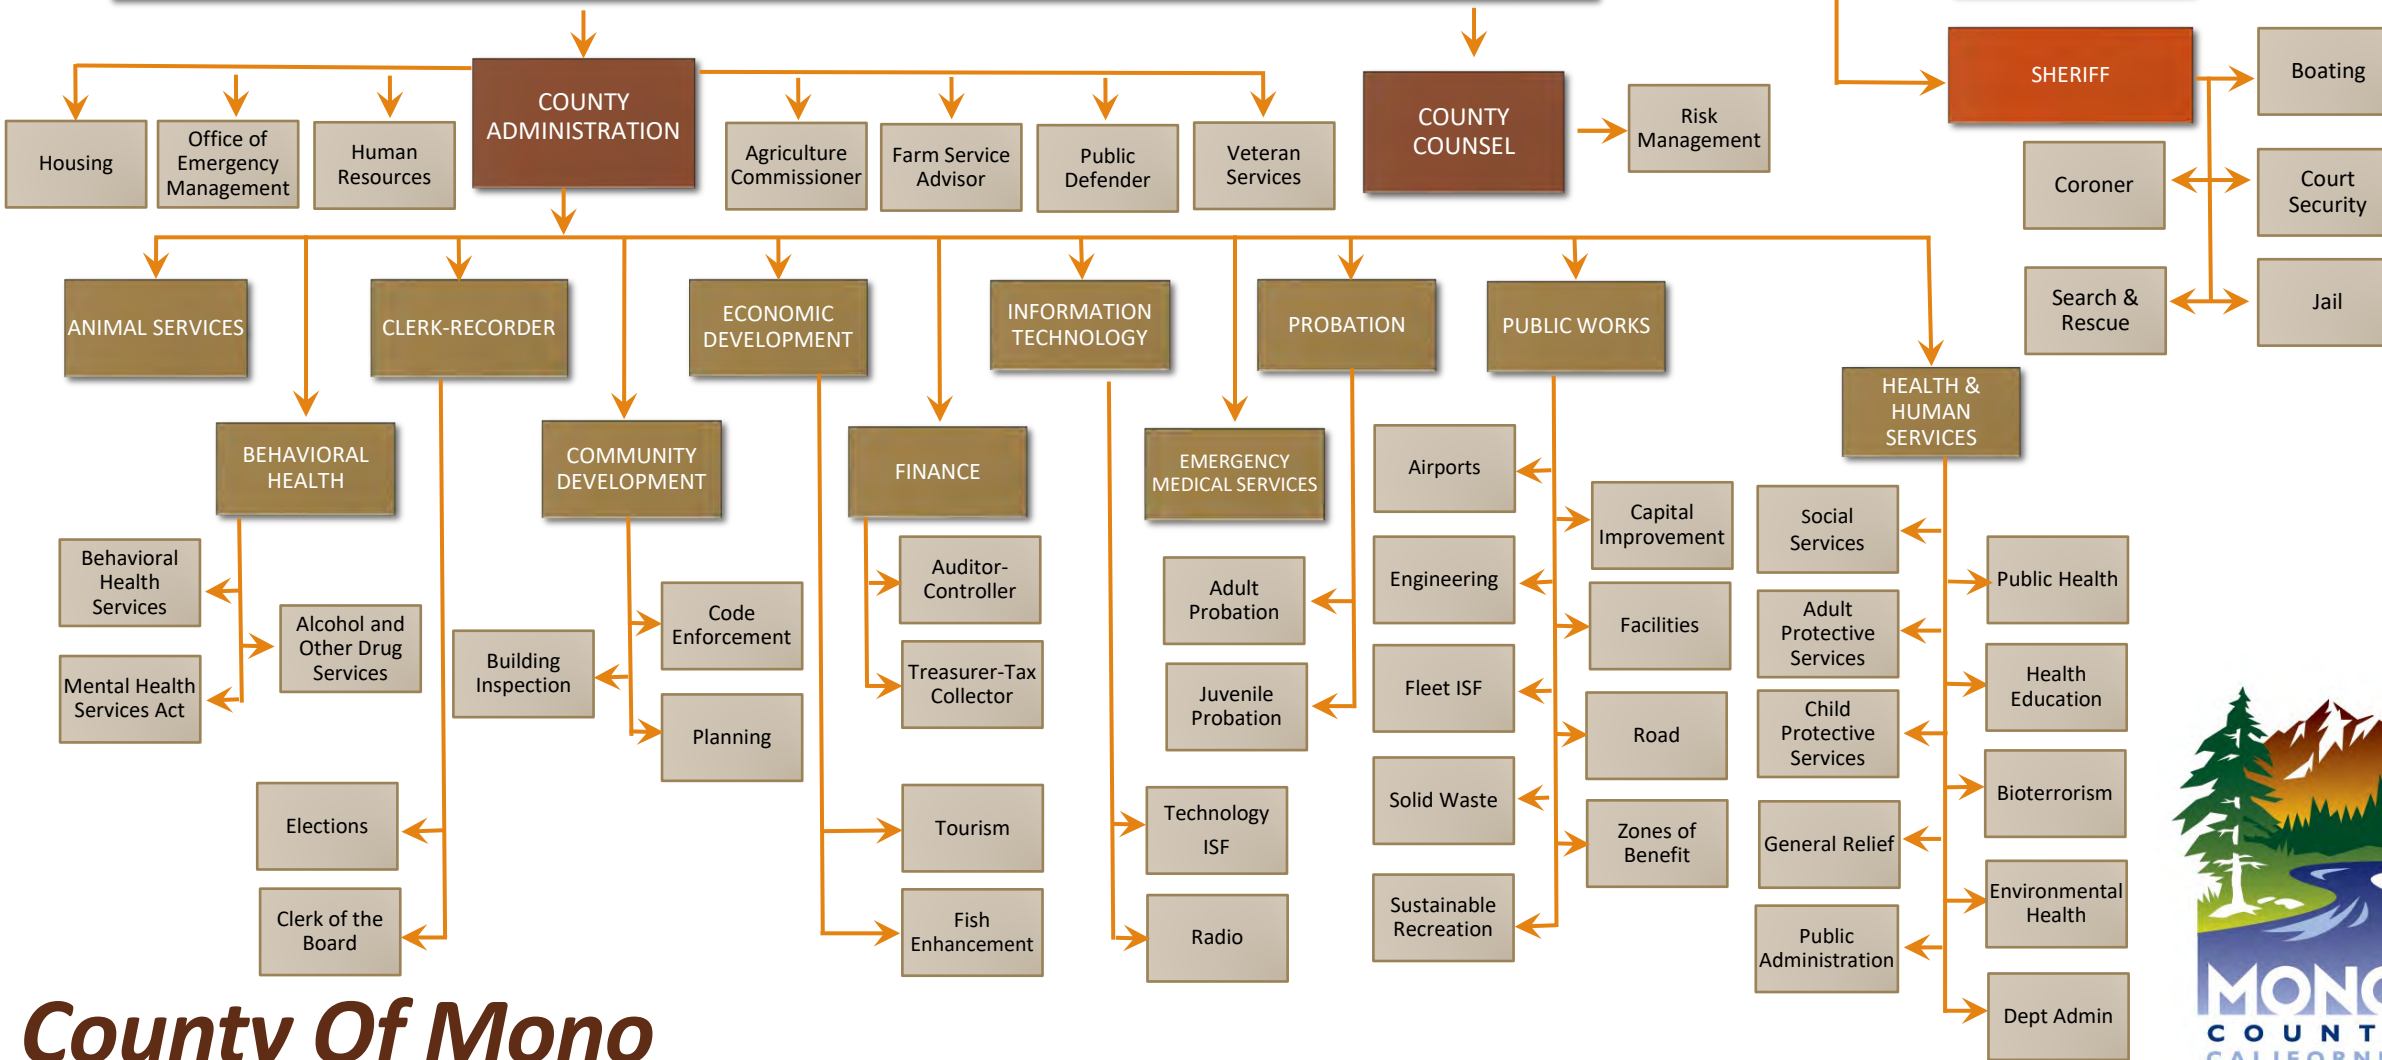 COUNTY
ADMINISTRATION
Housing
Office of
Emergency
Management
Human
Resources
Agriculture
Commissioner
Farm Service
Advisor
Public
Defender
Veteran
Services
COUNTY
COUNSEL
Risk
Management
SHERIFF
Boating
Coroner
Court
Security
Search &
Rescue
Jail
ANIMAL SERVICES
CLERK-RECORDER
ECONOMIC
DEVELOPMENT
INFORMATION
TECHNOLOGY
PROBATION
PUBLIC WORKS
HEALTH &
HUMAN
SERVICES
BEHAVIORAL
HEALTH
COMMUNITY
DEVELOPMENT
FINANCE
EMERGENCY
MEDICAL SERVICES
Behavioral
Health
Services
Alcohol and
Other Drug
Services
Mental Health
Services Act
Elections
Clerk of the
Board
Building
Inspection
Code
Enforcement
Planning
Auditor-
Controller
Treasurer-Tax
Collector
Tourism
Fish
Enhancement
Adult
Probation
Juvenile
Probation
Technology
ISF
Radio
Airports
Capital
Improvement
Engineering
Facilities
Fleet ISF
Road
Solid Waste
Zones of
Benefit
Sustainable
Recreation
Social
Services
Public Health
Adult
Protective
Services
Health
Education
Child
Protective
Services
Bioterrorism
General Relief
Environmental
Health
Public
Administration
Dept Admin
County Of Mono
MONO
COUNT
CALIFORNI